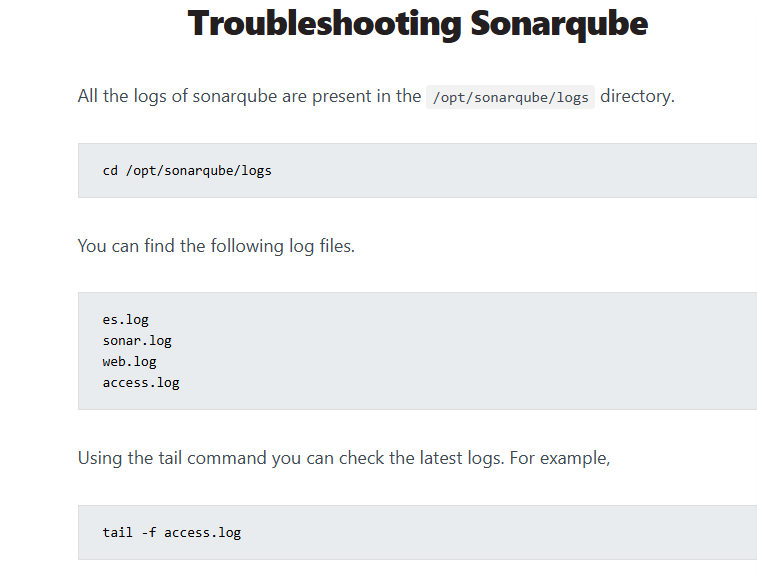 Troubleshooting Sonarqube
All the logs of sonarqube are present in the /opt/sonarqube/logs directory.
cd /opt/sonarqube/logs
You can find the following log files.
es.log
sonar.log
web.log
access.log
Using the tail command you can check the latest logs. For example,
tail -f access.log